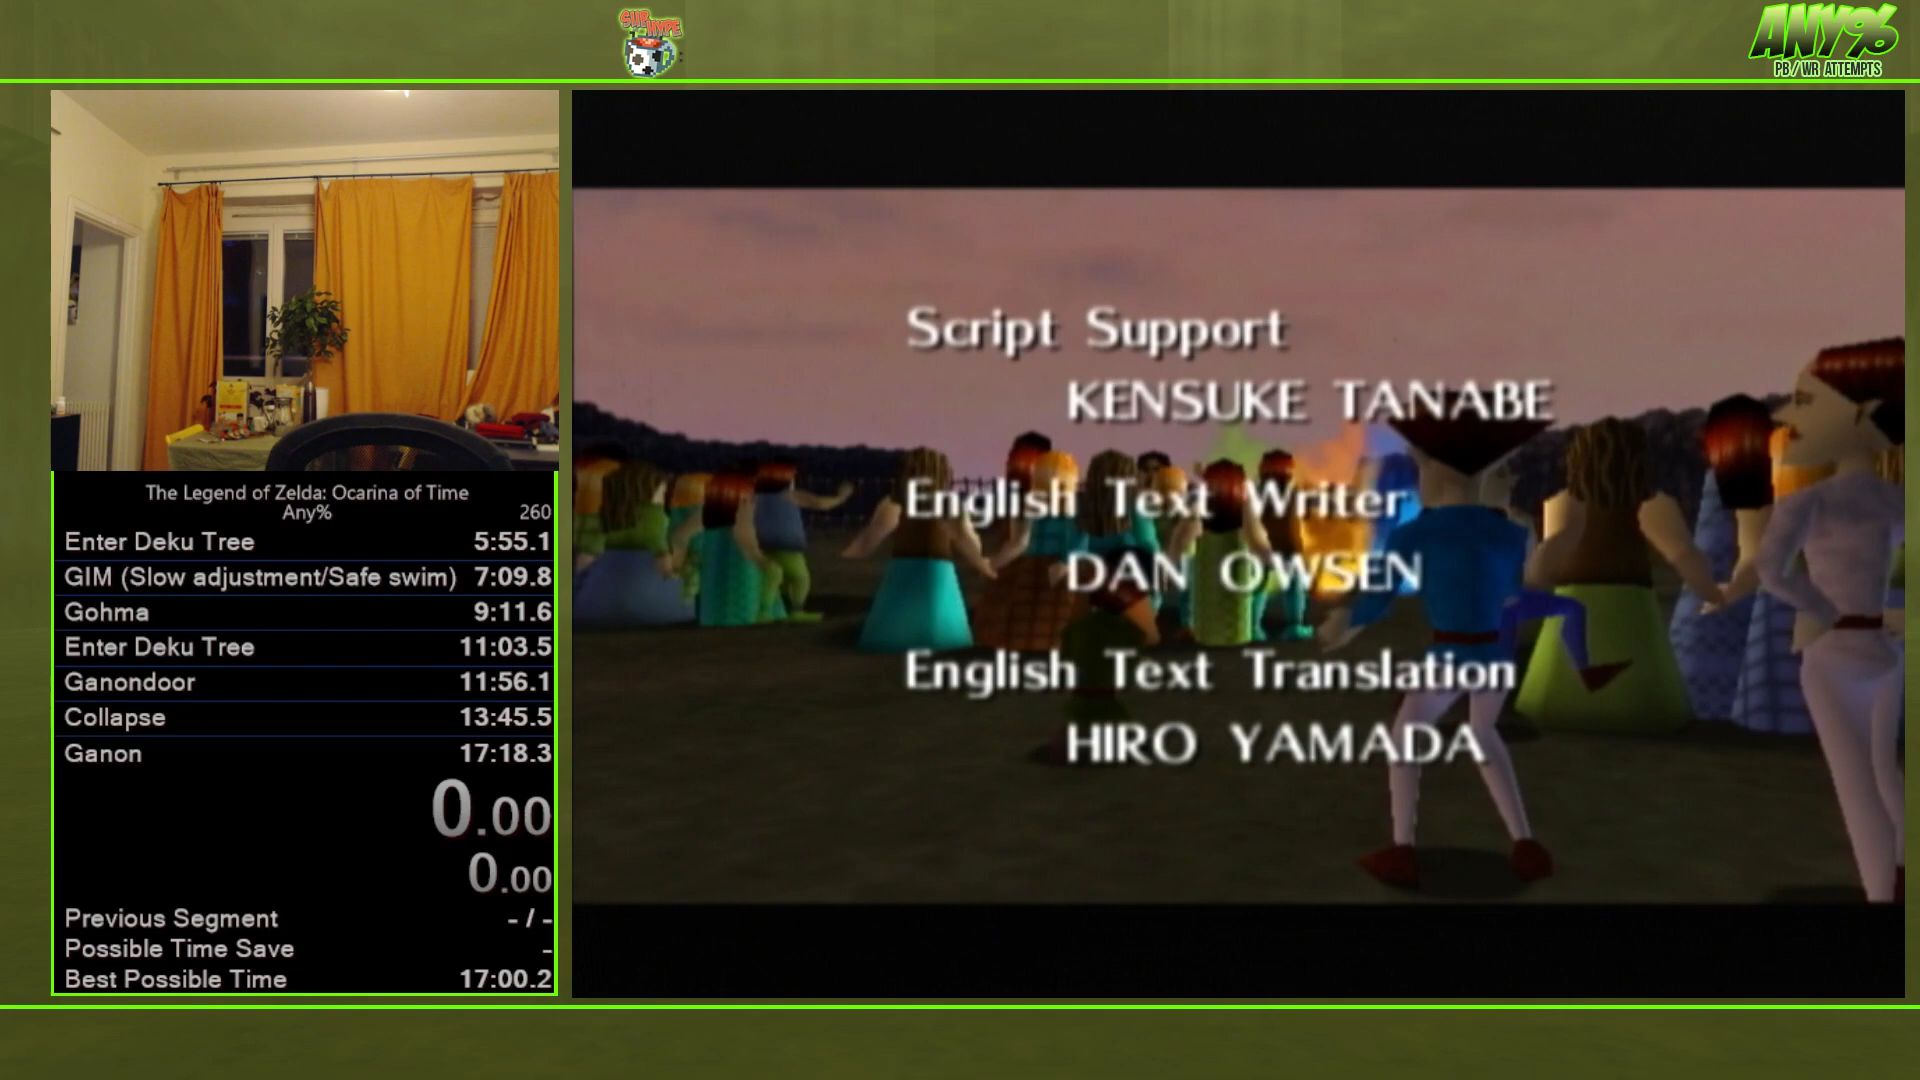 SUB HYPE
ANY%
PB/WR ATTEMPTS
The Legend of Zelda: Ocarina of Time
Any% 260
Enter Deku Tree 5:55.1
GIM (Slow adjustment/Safe swim) 7:09.8
Gohma 9:11.6
Enter Deku Tree 11:03.5
Ganondoor 11:56.1
Collapse 13:45.5
Ganon 17:18.3
0.00
0.00
Previous Segment - / -
Possible Time Save -
Best Possible Time 17:00.2
Script Support
KENSUKE TANABE
English Text Writer
DAN OWSEN
English Text Translation
HIRO YAMADA